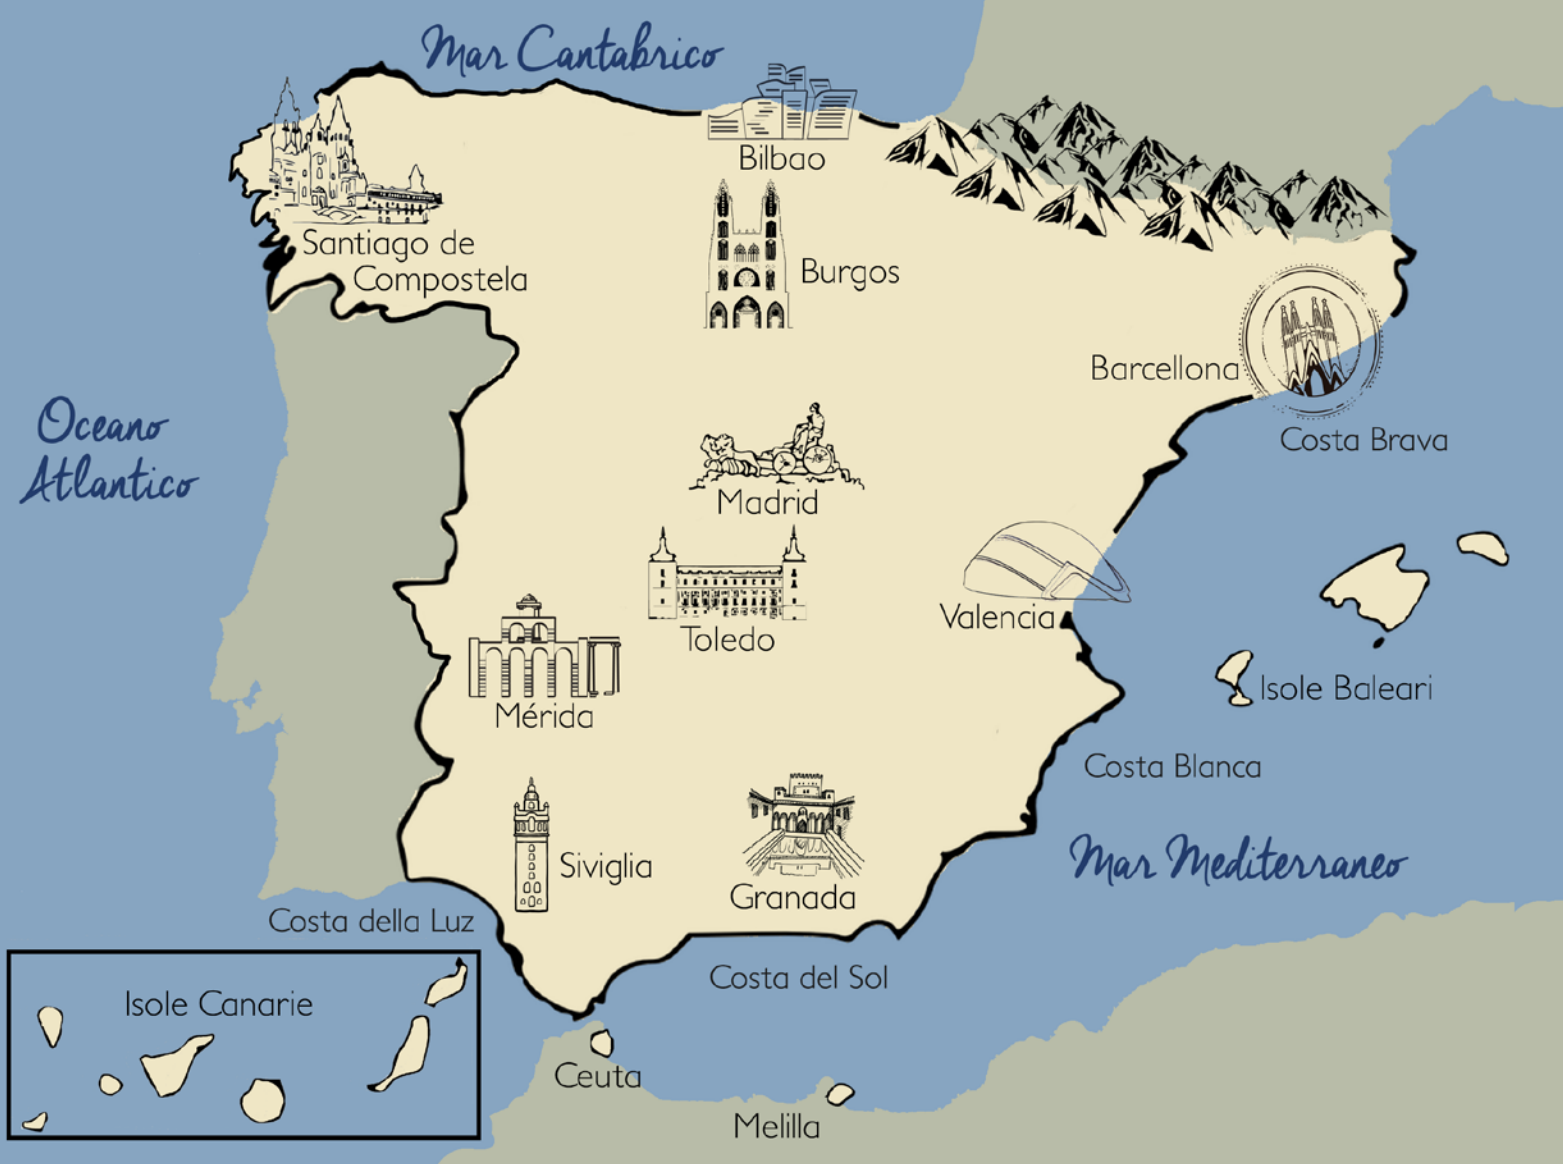 Mar Cantabrico
Bilbao
Santiago de
Compostela
Burgos
Barcellona
Oceano
Atlantico
Costa Brava
Madrid
Valencia
Toledo
Isole Baleari
Mérida
Costa Blanca
Mar Mediterraneo
Siviglia
Granada
Costa della Luz
Costa del Sol
Isole Canarie
Ceuta
Melilla